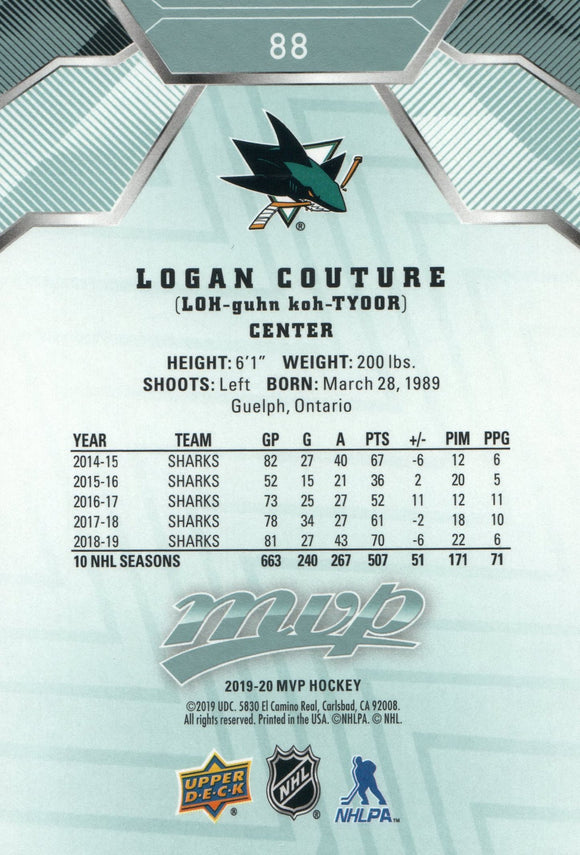 88
®
LOGAN COUTURE
(LOH-guhn koh-TYOOR)
CENTER
HEIGHT: 6'1" WEIGHT: 200 lbs.
SHOOTS: Left BORN: March 28, 1989
Guelph, Ontario
YEAR TEAM GP G A PTS +/- PIM PPG
2014-15 SHARKS 82 27 40 67 -6 12 6
2015-16 SHARKS 52 15 21 36 2 20 5
2016-17 SHARKS 73 25 27 52 11 12 11
2017-18 SHARKS 78 34 27 61 -2 18 10
2018-19 SHARKS 81 27 43 70 -6 22 6
10 NHL SEASONS 663 240 267 507 51 171 71
mvp
2019-20 MVP HOCKEY
©2019 UDC. 5830 El Camino Real, Carlsbad, CA 92008.
All rights reserved. Printed in the USA. ©NHLPA. © NHL.
UPPER D·E·C·K ® NHL ® NHLPA™